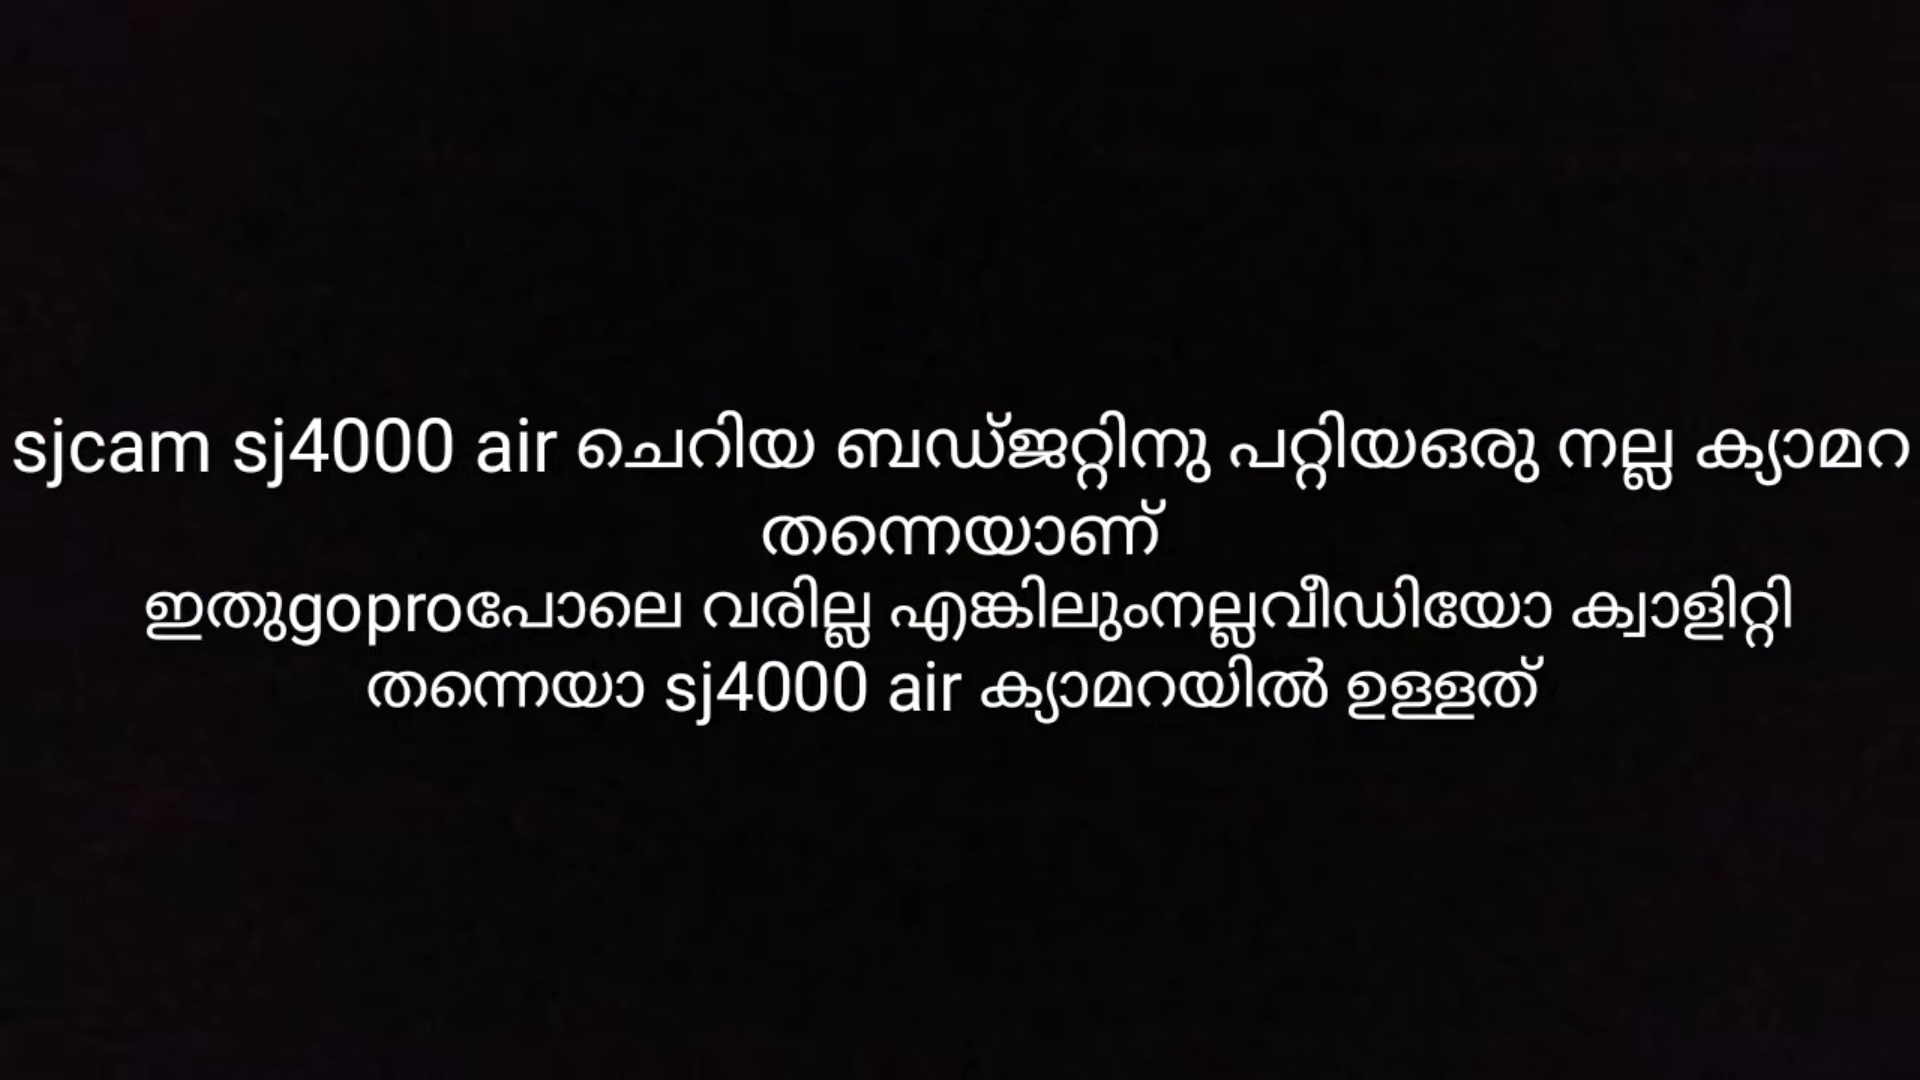 sjcam sj4000 air ചെറിയ ബഡ്ജറ്റിനു പറ്റിയഒരു നല്ല ക്യാമറ
തന്നെയാണ്
ഇതുgoproപോലെ വരില്ല എങ്കിലുംനല്ലവീഡിയോ ക്വാളിറ്റി
തന്നെയാ sj4000 air ക്യാമറയിൽ ഉള്ളത്